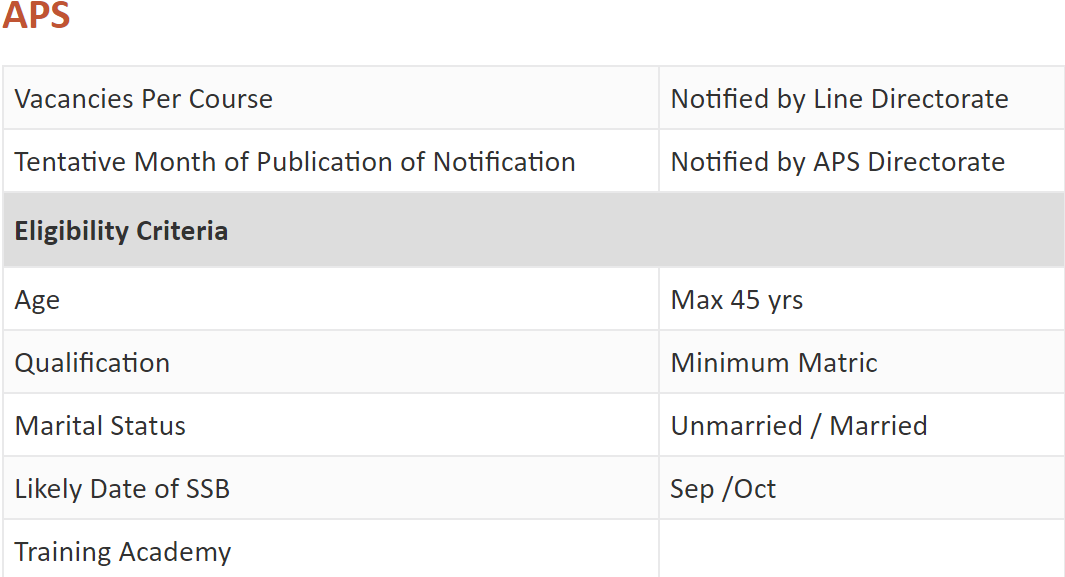 APS
Vacancies Per Course Notified by Line Directorate
Tentative Month of Publication of Notification Notified by APS Directorate
Eligibility Criteria
Age Max 45 yrs
Qualification Minimum Matric
Marital Status Unmarried / Married
Likely Date of SSB Sep /Oct
Training Academy